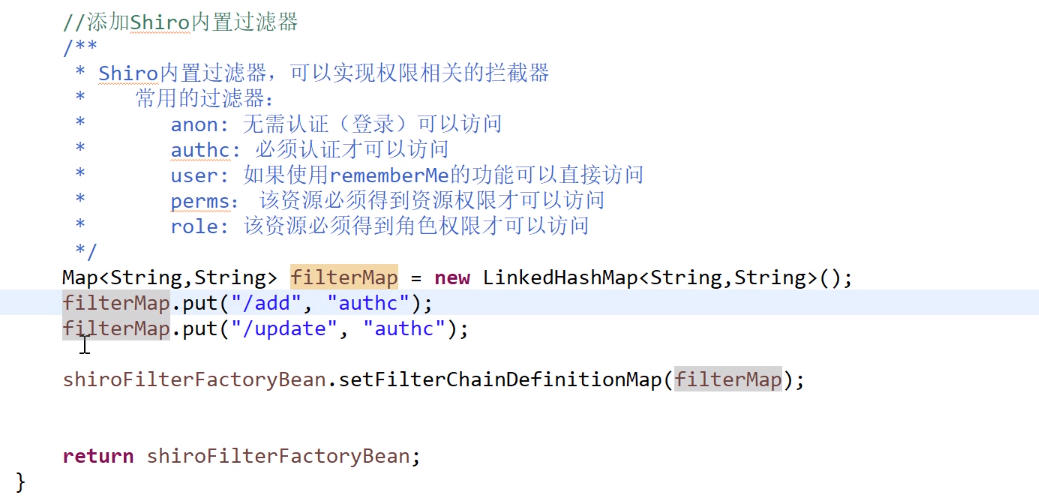 //添加Shiro内置过滤器
/**
 * Shiro内置过滤器，可以实现权限相关的拦截器
 *    常用的过滤器：
 *       anon: 无需认证（登录）可以访问
 *       authc: 必须认证才可以访问
 *       user: 如果使用rememberMe的功能可以直接访问
 *       perms： 该资源必须得到资源权限才可以访问
 *       role: 该资源必须得到角色权限才可以访问
 */
Map<String,String> filterMap = new LinkedHashMap<String,String>();
filterMap.put("/add", "authc");
filterMap.put("/update", "authc");
shiroFilterFactoryBean.setFilterChainDefinitionMap(filterMap);
return shiroFilterFactoryBean;
}